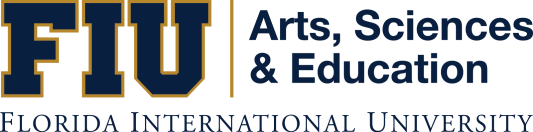 FIU
Arts, Sciences
& Education
FLORIDA INTERNATIONAL UNIVERSITY